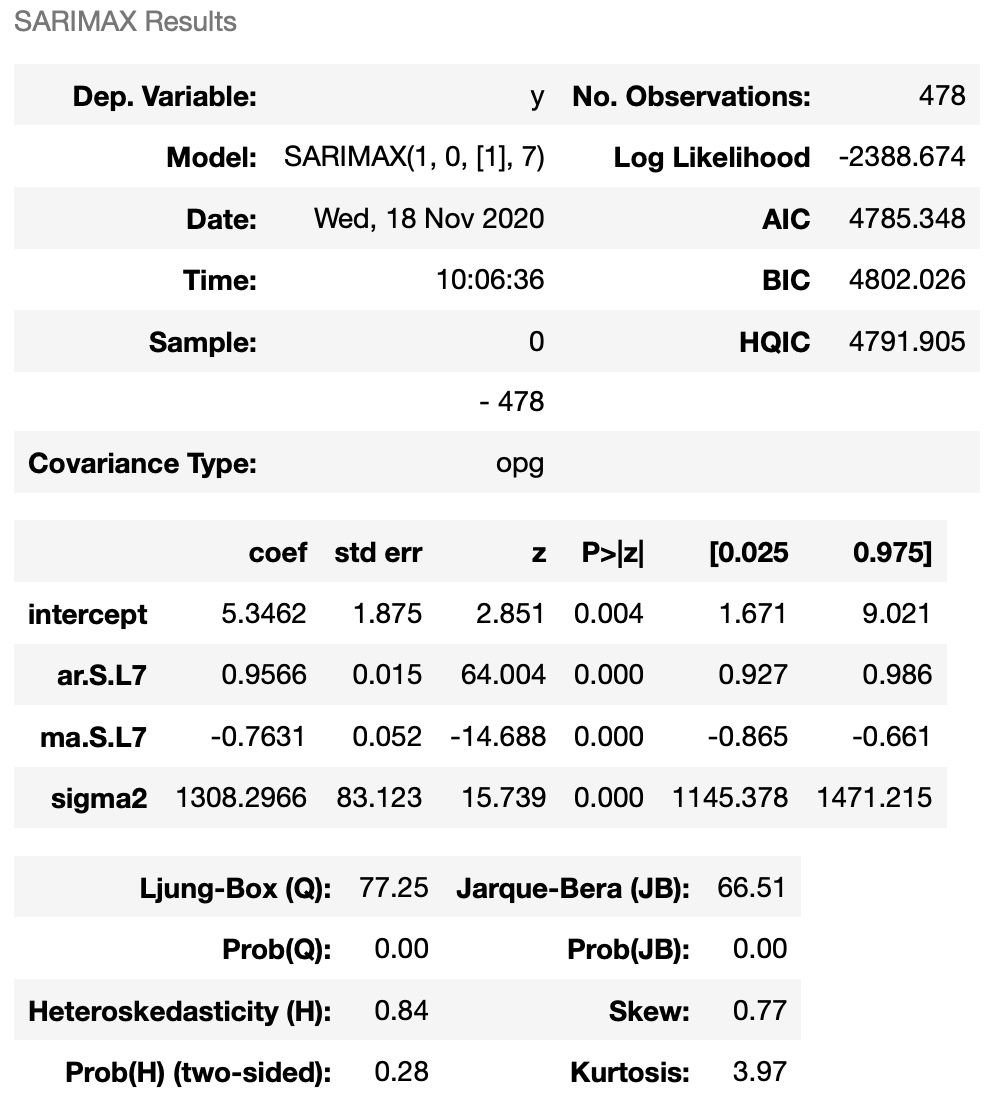 SARIMAX Results
Dep. Variable: y No. Observations: 478
Model: SARIMAX(1, 0, [1], 7) Log Likelihood -2388.674
Date: Wed, 18 Nov 2020 AIC 4785.348
Time: 10:06:36 BIC 4802.026
Sample: 0 HQIC 4791.905
- 478
Covariance Type: opg
coef std err z P>|z| [0.025 0.975]
intercept 5.3462 1.875 2.851 0.004 1.671 9.021
ar.S.L7 0.9566 0.015 64.004 0.000 0.927 0.986
ma.S.L7 -0.7631 0.052 -14.688 0.000 -0.865 -0.661
sigma2 1308.2966 83.123 15.739 0.000 1145.378 1471.215
Ljung-Box (Q): 77.25 Jarque-Bera (JB): 66.51
Prob(Q): 0.00 Prob(JB): 0.00
Heteroskedasticity (H): 0.84 Skew: 0.77
Prob(H) (two-sided): 0.28 Kurtosis: 3.97